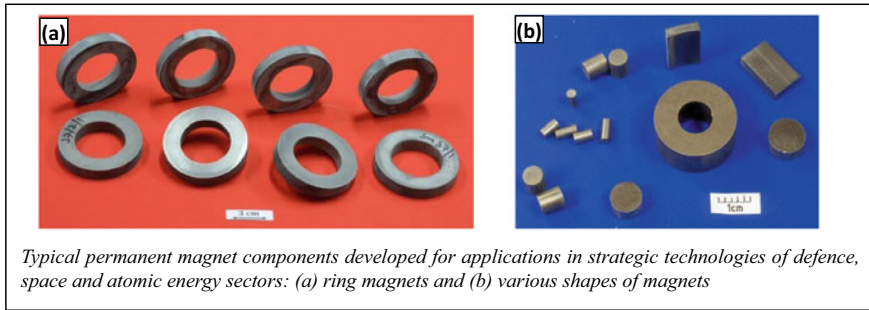 (a)
(b)
3 cm
1cm
Typical permanent magnet components developed for applications in strategic technologies of defence,
space and atomic energy sectors: (a) ring magnets and (b) various shapes of magnets